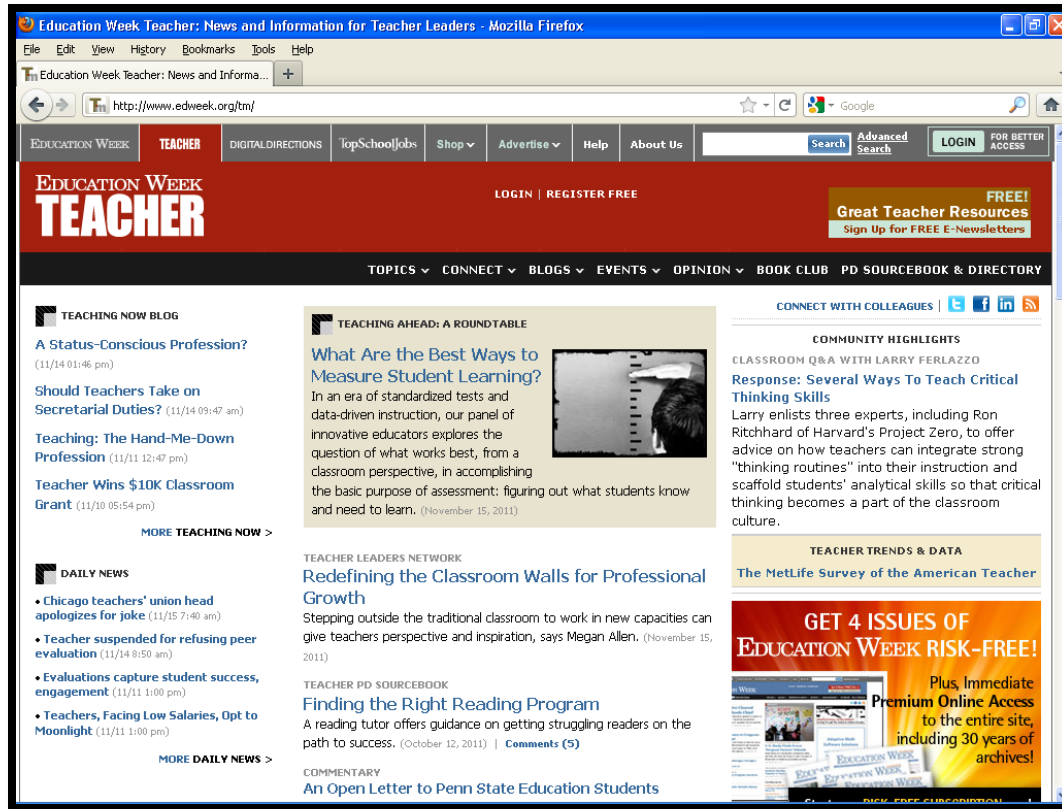 Education Week Teacher: News and Information for Teacher Leaders - Mozilla Firefox
File Edit View History Bookmarks Tools Help
Tm Education Week Teacher: News and Informa... +
Tm http://www.edweek.org/tm/ Google
EDUCATION WEEK TEACHER DIGITALDIRECTIONS TopSchoolJobs Shop Advertise Help About Us Search Advanced Search LOGIN FOR BETTER ACCESS
EDUCATION WEEK
TEACHER
LOGIN | REGISTER FREE
FREE!
Great Teacher Resources
Sign Up for FREE E-Newsletters
TOPICS CONNECT BLOGS EVENTS OPINION BOOK CLUB PD SOURCEBOOK & DIRECTORY
TEACHING NOW BLOG
A Status-Conscious Profession?
(11/14 01:46 pm)
Should Teachers Take on
Secretarial Duties? (11/14 09:47 am)
Teaching: The Hand-Me-Down
Profession (11/11 12:47 pm)
Teacher Wins $10K Classroom
Grant (11/10 05:54 pm)
MORE TEACHING NOW >
DAILY NEWS
• Chicago teachers' union head
apologizes for joke (11/15 7:40 am)
• Teacher suspended for refusing peer
evaluation (11/14 8:50 am)
• Evaluations capture student success,
engagement (11/11 1:00 pm)
• Teachers, Facing Low Salaries, Opt to
Moonlight (11/11 1:00 pm)
MORE DAILY NEWS >
TEACHING AHEAD: A ROUNDTABLE
What Are the Best Ways to
Measure Student Learning?
In an era of standardized tests and
data-driven instruction, our panel of
innovative educators explores the
question of what works best, from a
classroom perspective, in accomplishing
the basic purpose of assessment: figuring out what students know
and need to learn. (November 15, 2011)
TEACHER LEADERS NETWORK
Redefining the Classroom Walls for Professional
Growth
Stepping outside the traditional classroom to work in new capacities can
give teachers perspective and inspiration, says Megan Allen. (November 15,
2011)
TEACHER PD SOURCEBOOK
Finding the Right Reading Program
A reading tutor offers guidance on getting struggling readers on the
path to success. (October 12, 2011) | Comments (5)
COMMENTARY
An Open Letter to Penn State Education Students
CONNECT WITH COLLEAGUES |
COMMUNITY HIGHLIGHTS
CLASSROOM Q&A WITH LARRY FERLAZZO
Response: Several Ways To Teach Critical
Thinking Skills
Larry enlists three experts, including Ron
Ritchhard of Harvard's Project Zero, to offer
advice on how teachers can integrate strong
"thinking routines" into their instruction and
scaffold students' analytical skills so that critical
thinking becomes a part of the classroom
culture.
TEACHER TRENDS & DATA
The MetLife Survey of the American Teacher
GET 4 ISSUES OF
EDUCATION WEEK RISK-FREE!
Plus, Immediate
Premium Online Access
to the entire site,
including 30 years of
archives!
EDUCATION WEEK